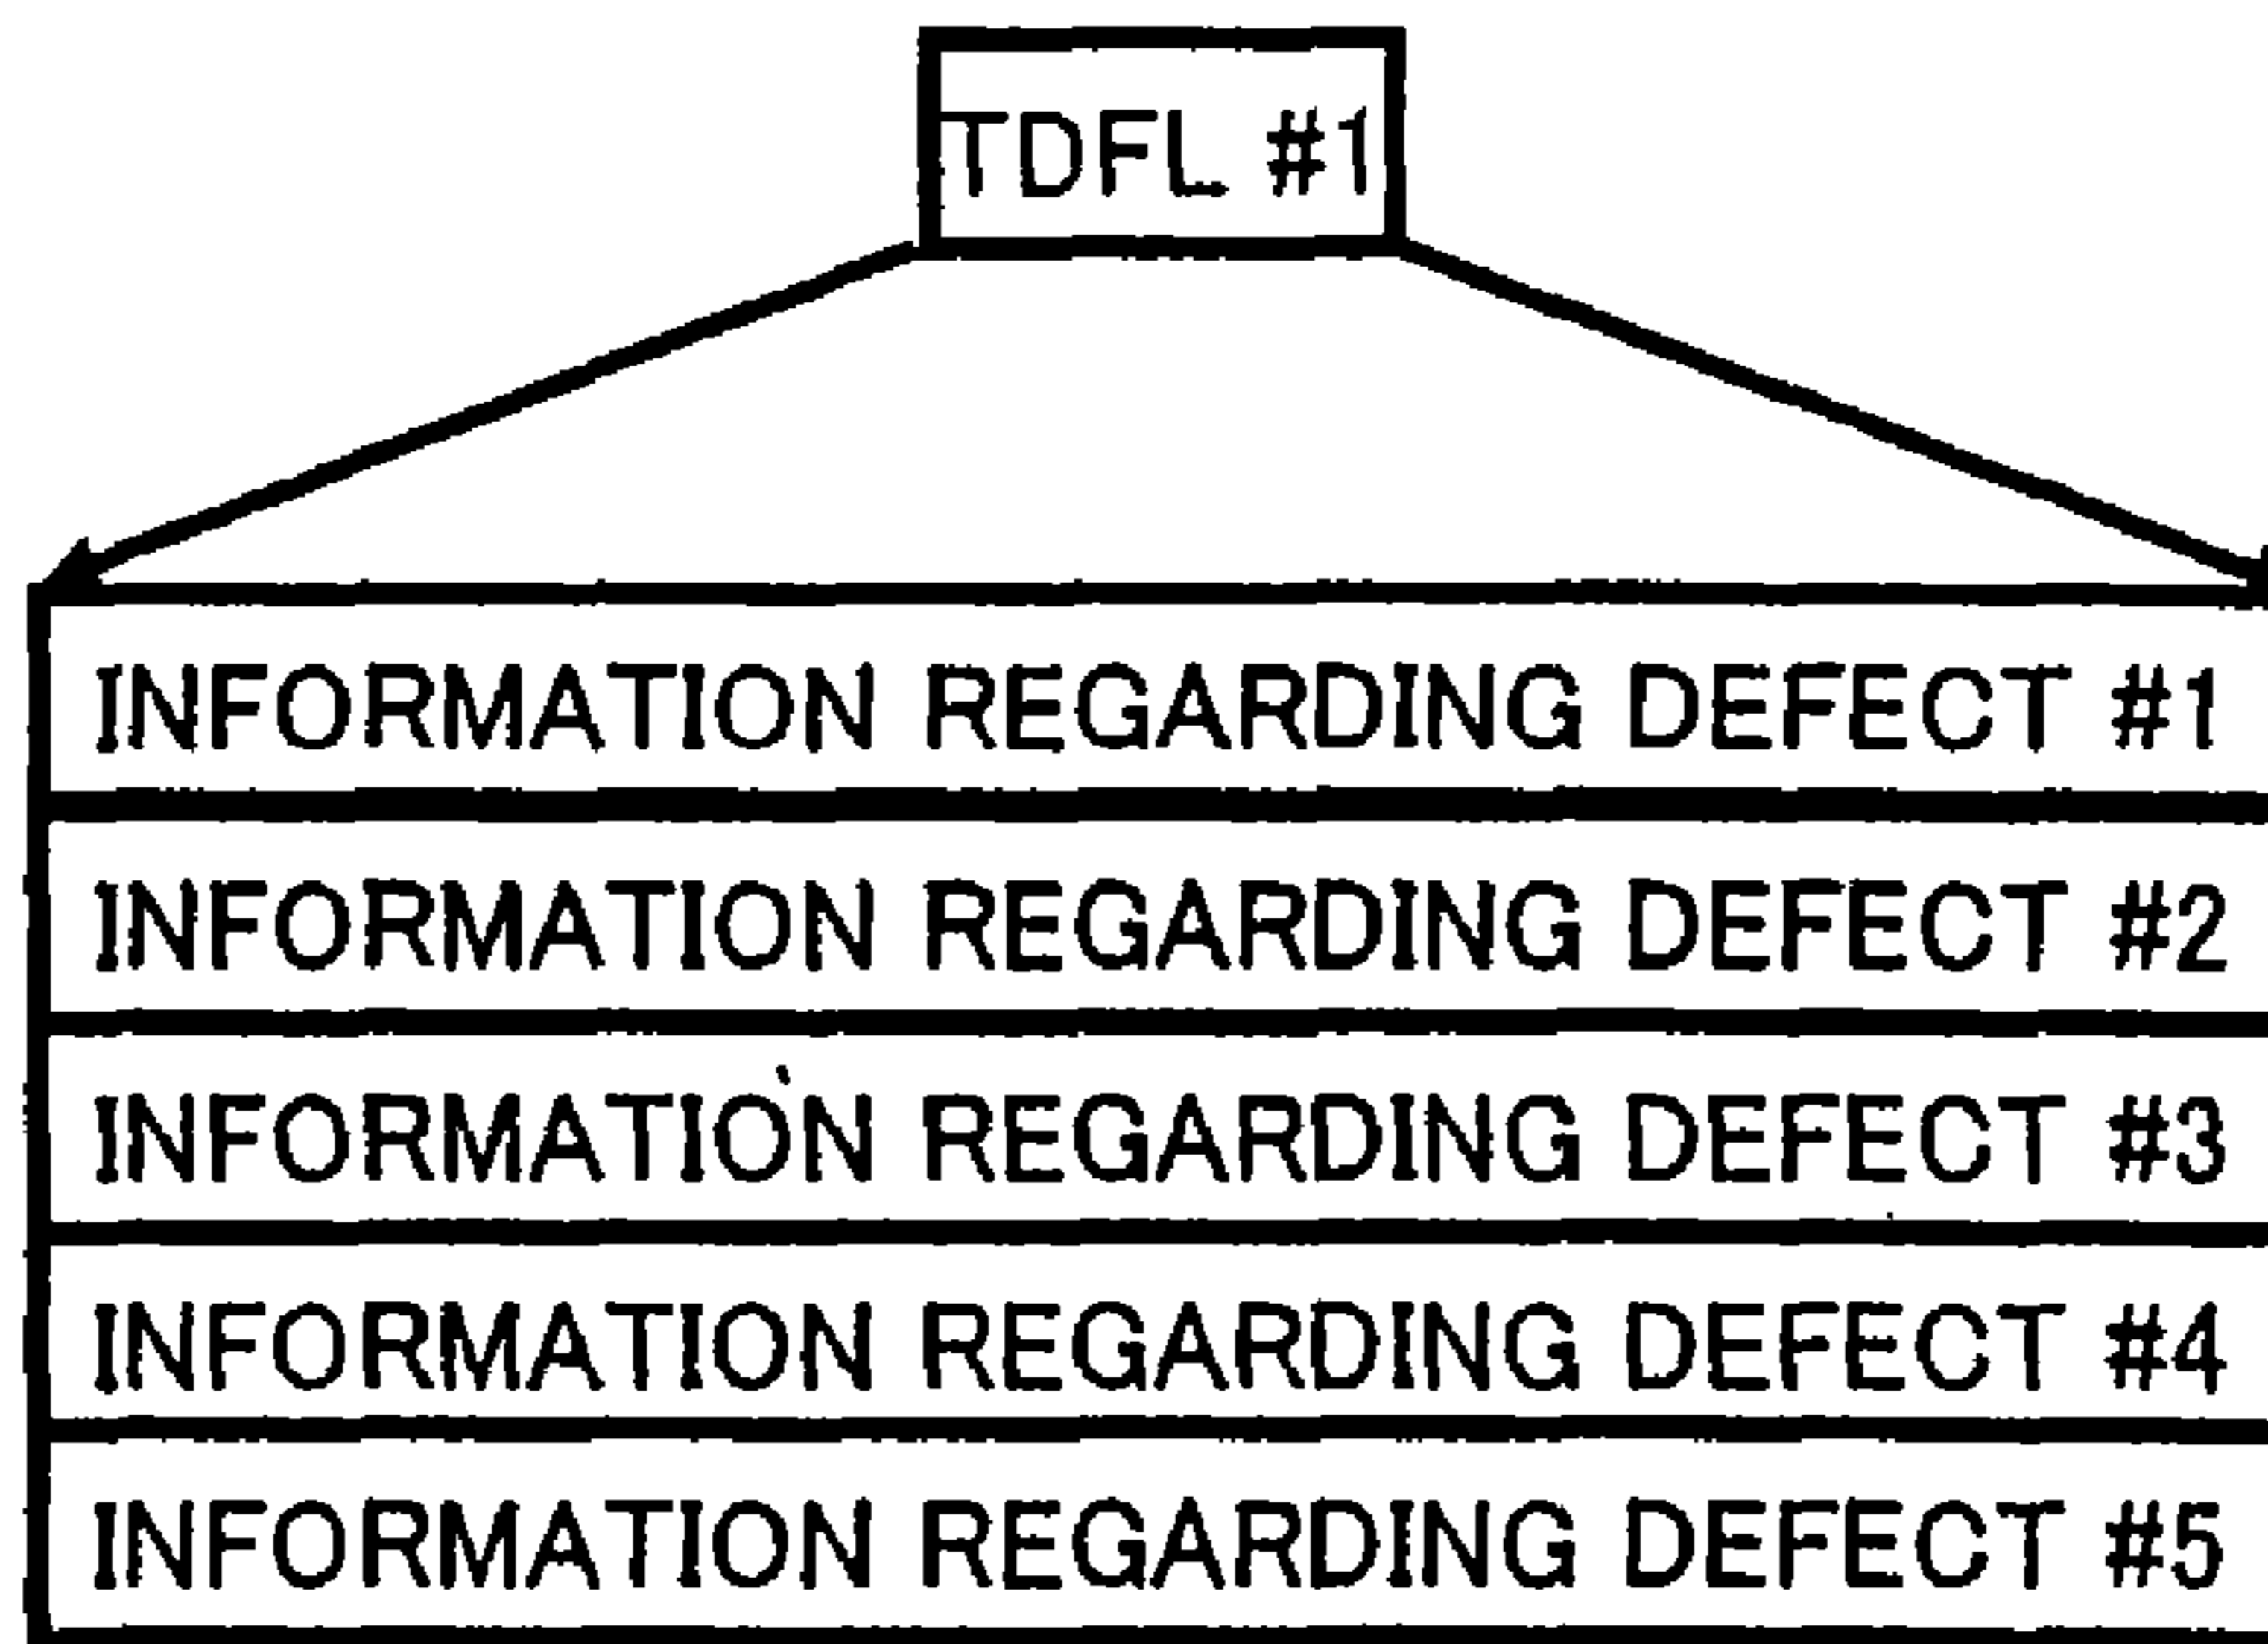 TDFL #1
INFORMATION REGARDING DEFECT #1
INFORMATION REGARDING DEFECT #2
INFORMATION REGARDING DEFECT #3
INFORMATION REGARDING DEFECT #4
INFORMATION REGARDING DEFECT #5